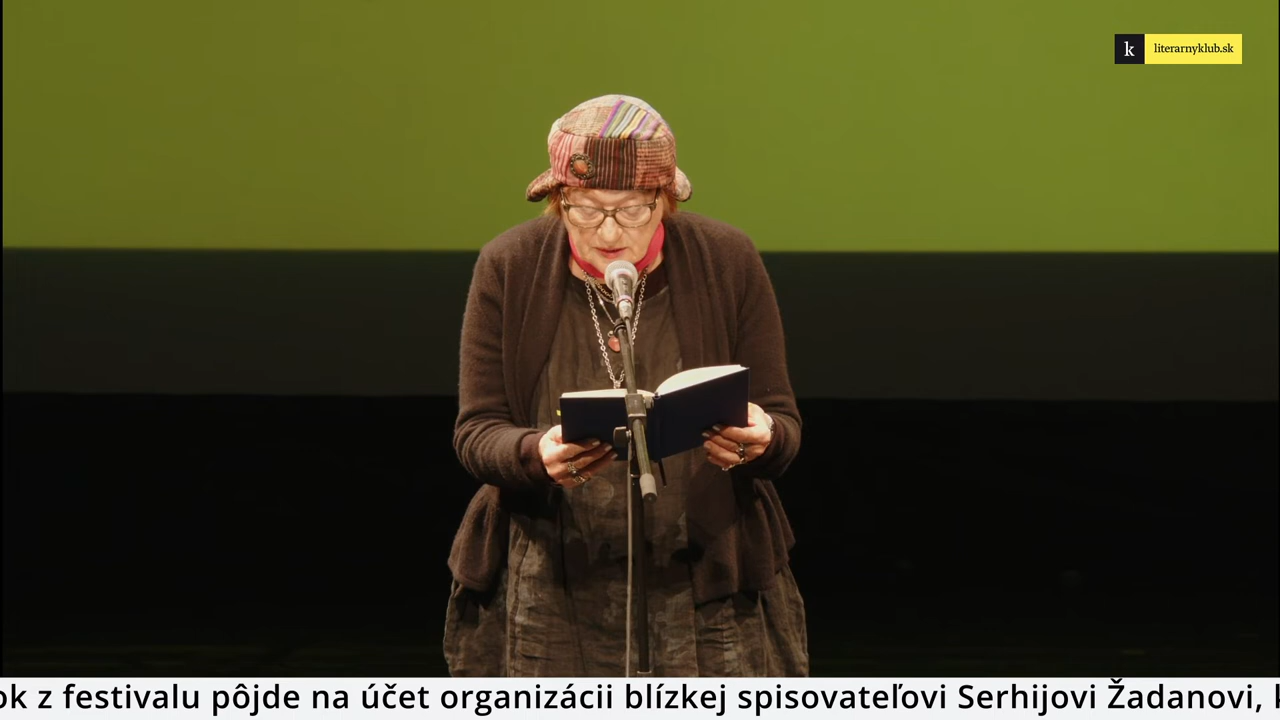 k literarnyklub.sk
ok z festivalu pôjde na účet organizácii blízkej spisovateľovi Serhijovi Žadanovi,